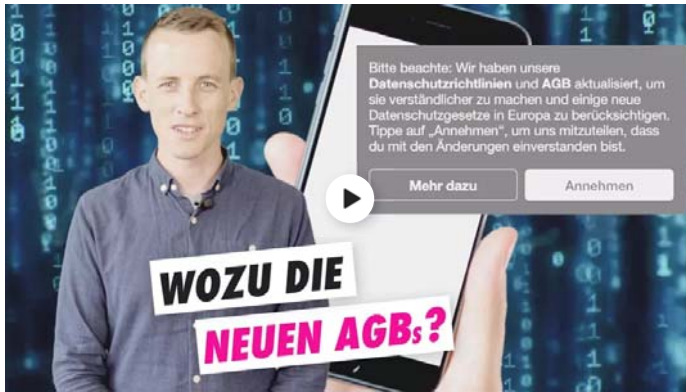 Bitte beachte: Wir haben unsere
Datenschutzrichtlinien und AGB aktualisiert, um
sie verständlicher zu machen und einige neue
Datenschutzgesetze in Europa zu berücksichtigen.
Tippe auf „Annehmen", um uns mitzuteilen, dass
du mit den Änderungen einverstanden bist.
Mehr dazu
Annehmen
WOZU DIE
NEUEN AGBs?